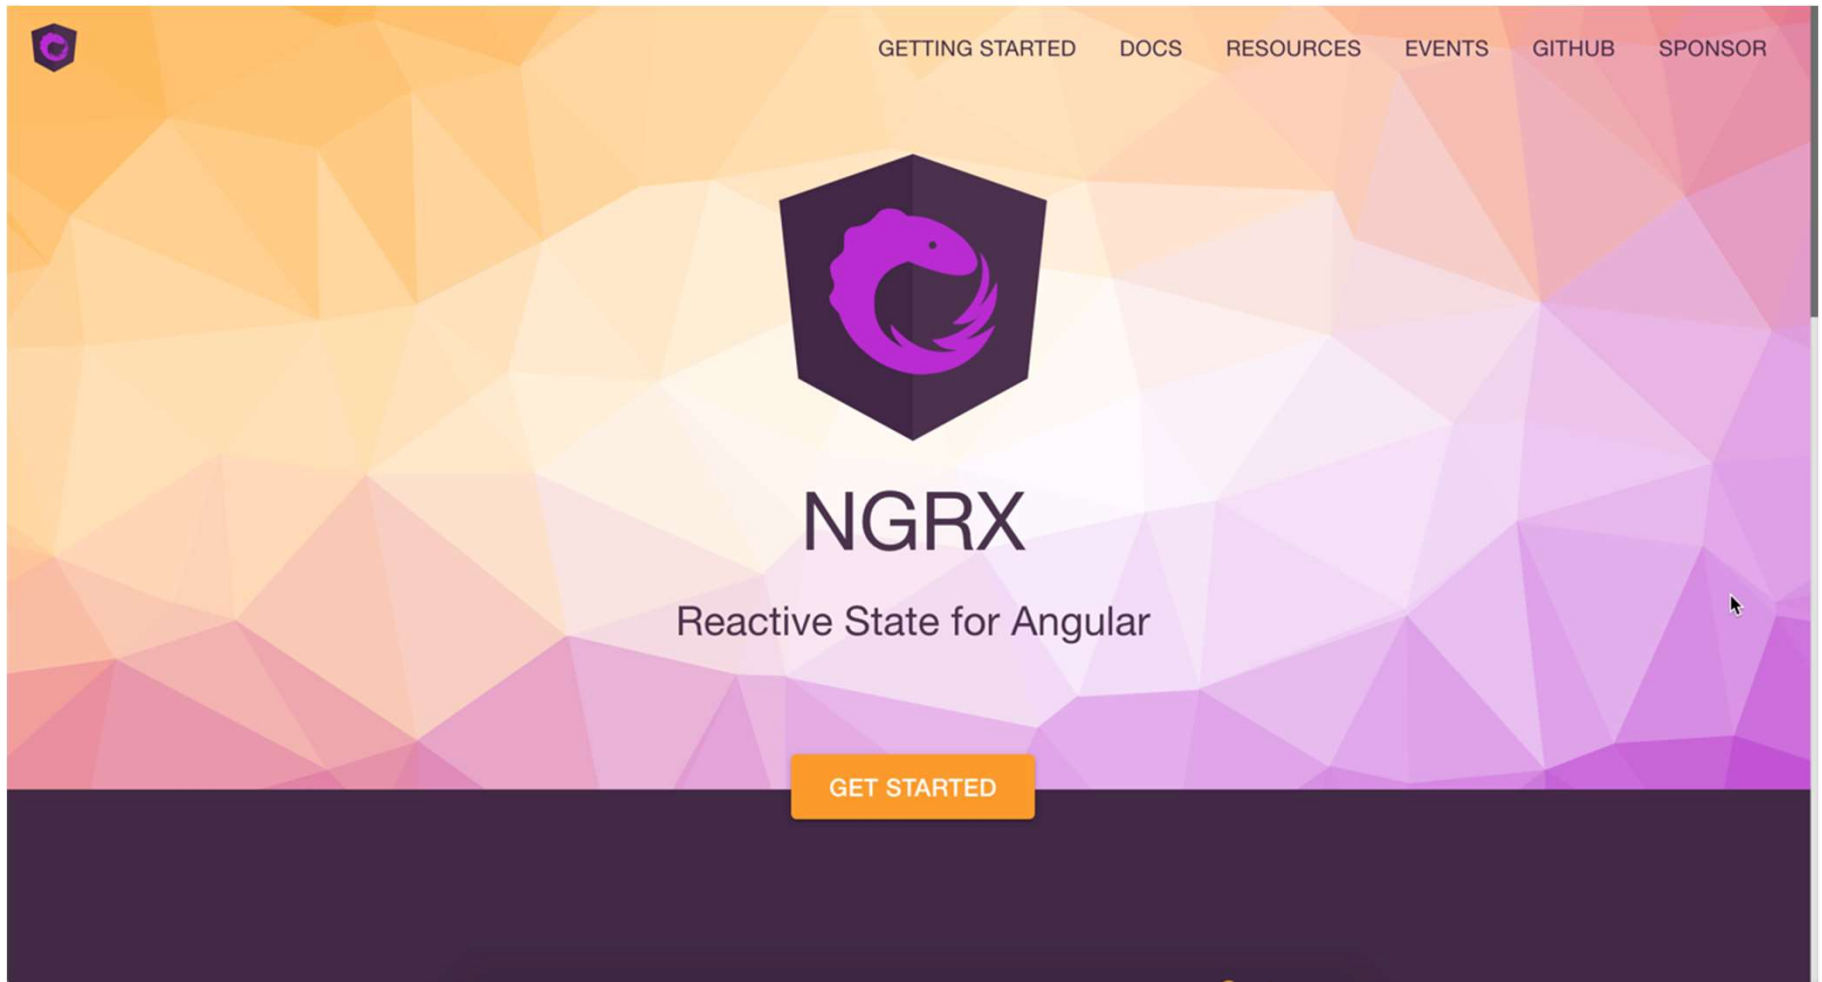 GETTING STARTED DOCS RESOURCES EVENTS GITHUB SPONSOR
NGRX
Reactive State for Angular
GET STARTED